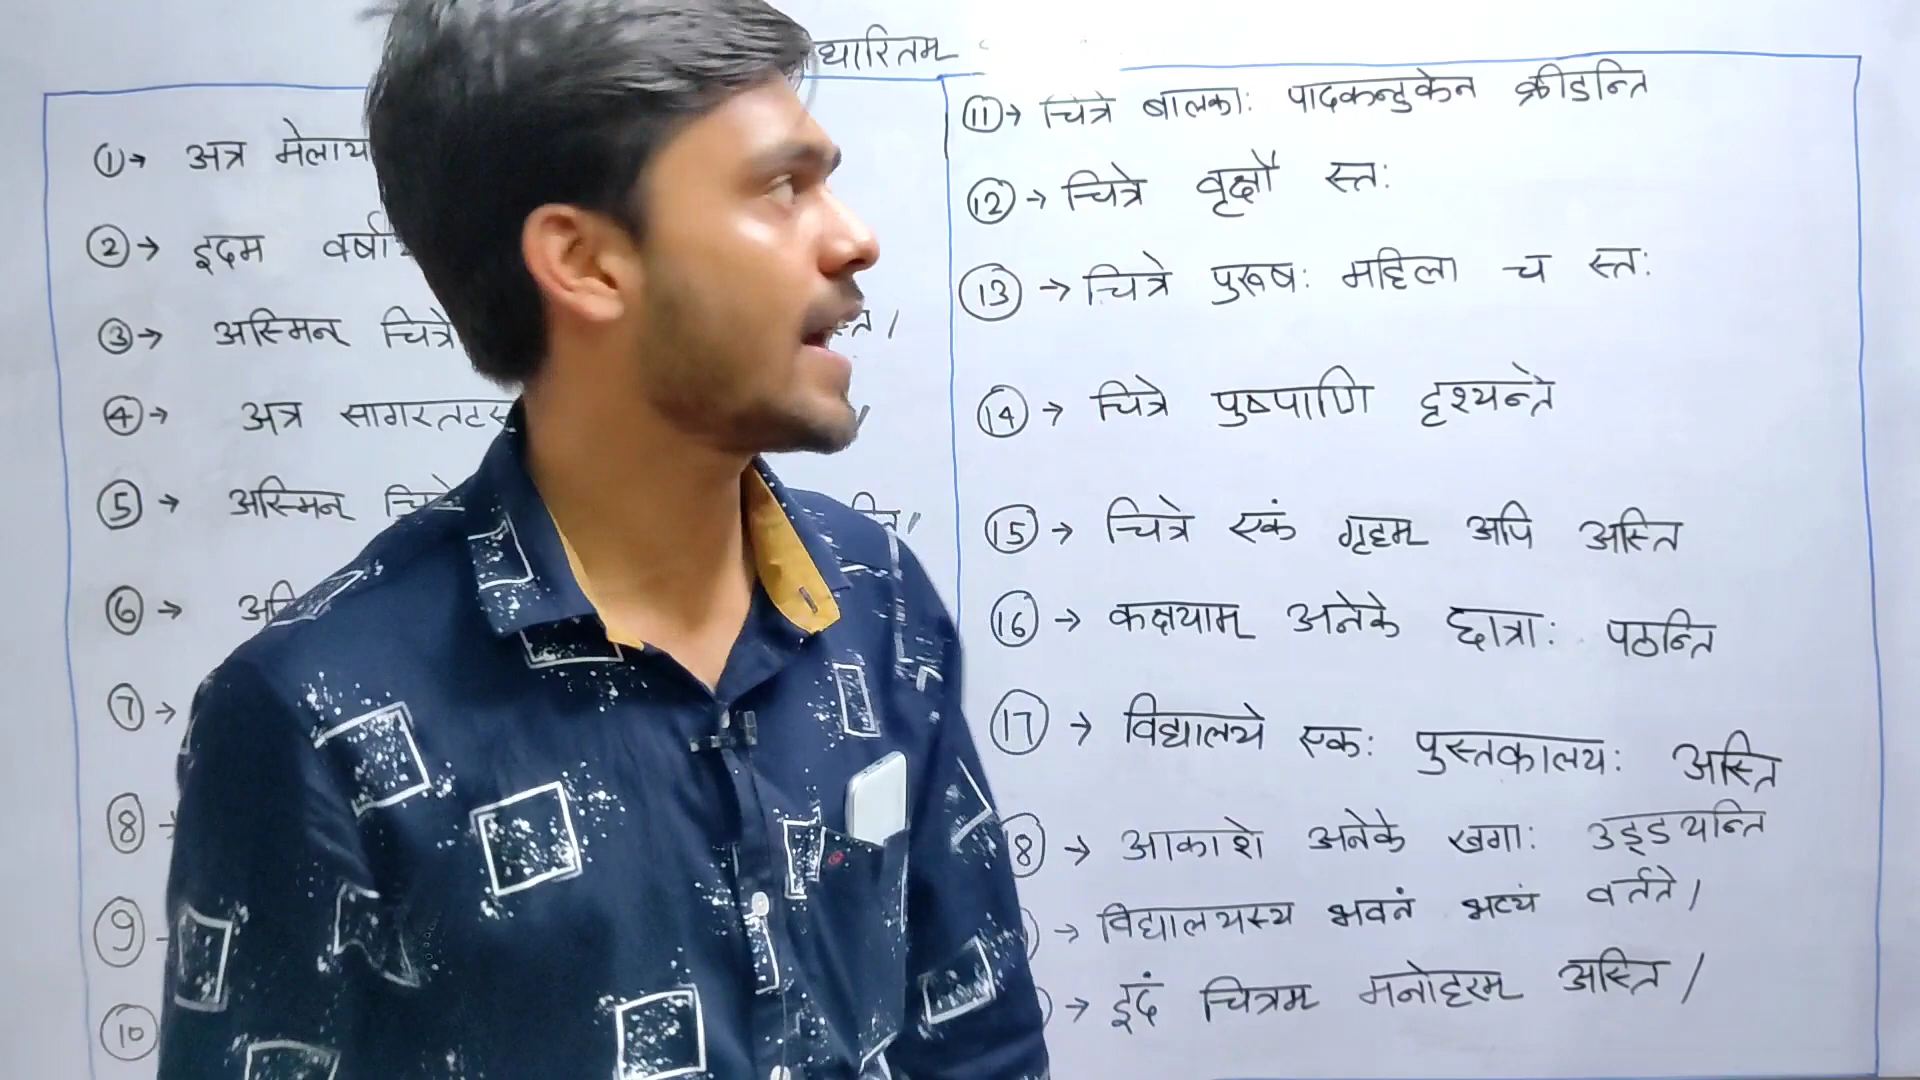 धारितम्
①→ अत्र मेलाय
②→ इदम वर्षा
③→ अस्मिन् चित्रे
④→ अत्र सागरतटस्
⑤→ अस्मिन्
⑥→
⑦→
⑧
⑨
⑩
⑪→ चित्रे बालकाः पादकन्दुकेन क्रीडन्ति
⑫→ चित्रे वृक्षौ स्तः
⑬→ चित्रे पुरूषः महिला च स्तः
⑭→ चित्रे पुष्पाणि दृश्यन्ते
⑮→ चित्रे एकं गृहम् अपि अस्ति
⑯→ कक्षयाम् अनेके छात्राः पठन्ति
⑰→ विद्यालये एकः पुस्तकालयः अस्ति
8→ आकाशे अनेके खगाः उड्डयन्ति
→ विद्यालयस्य भवनं भव्यं वर्तते।
→ इदं चित्रम् मनोहरम् अस्ति।